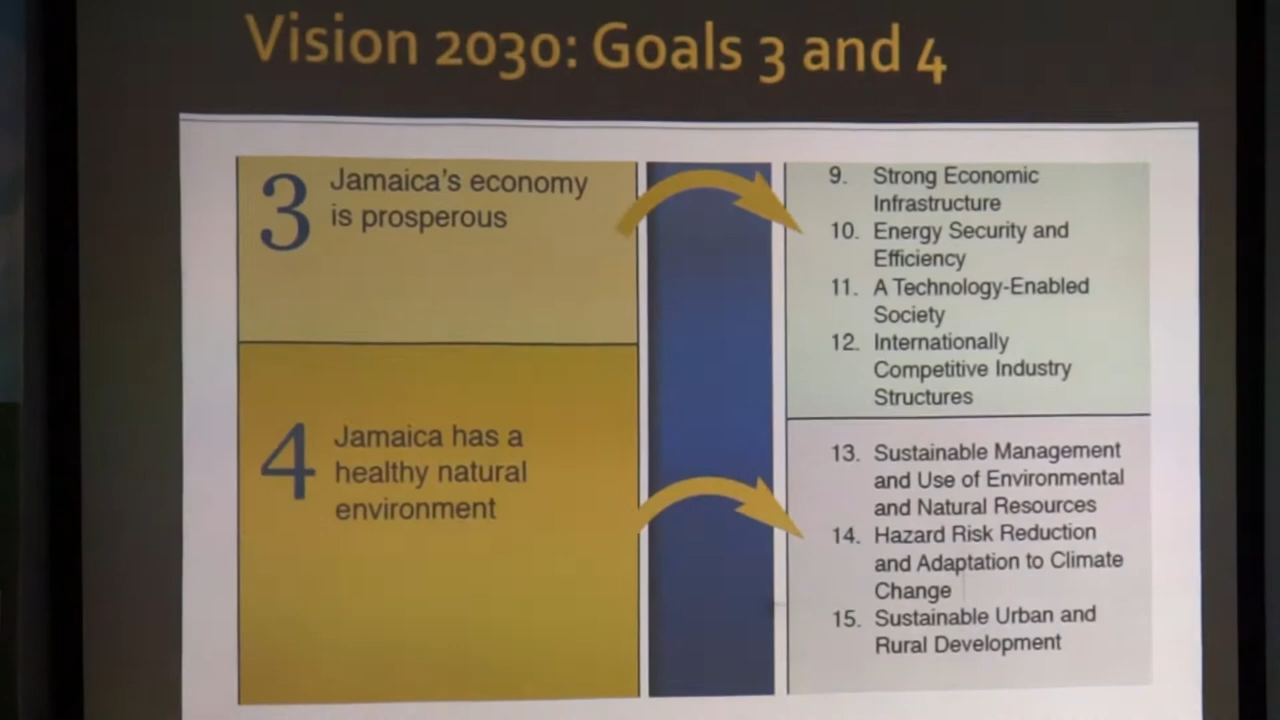 Vision 2030: Goals 3 and 4
3 Jamaica's economy
is prosperous
9. Strong Economic
Infrastructure
10. Energy Security and
Efficiency
11. A Technology-Enabled
Society
12. Internationally
Competitive Industry
Structures
4 Jamaica has a
healthy natural
environment
13. Sustainable Management
and Use of Environmental
and Natural Resources
14. Hazard Risk Reduction
and Adaptation to Climate
Change
15. Sustainable Urban and
Rural Development